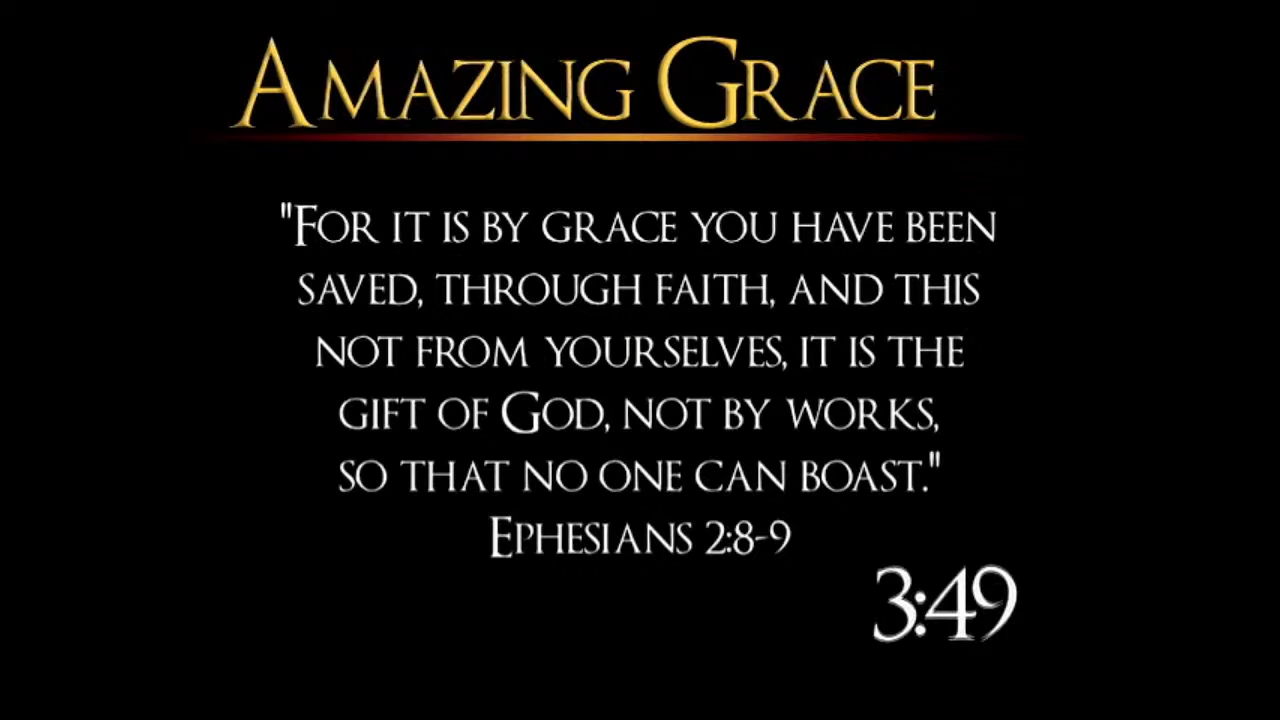 Amazing Grace
"For it is by grace you have been
saved, through faith, and this
not from yourselves, it is the
gift of God, not by works,
so that no one can boast."
Ephesians 2:8-9
3:49